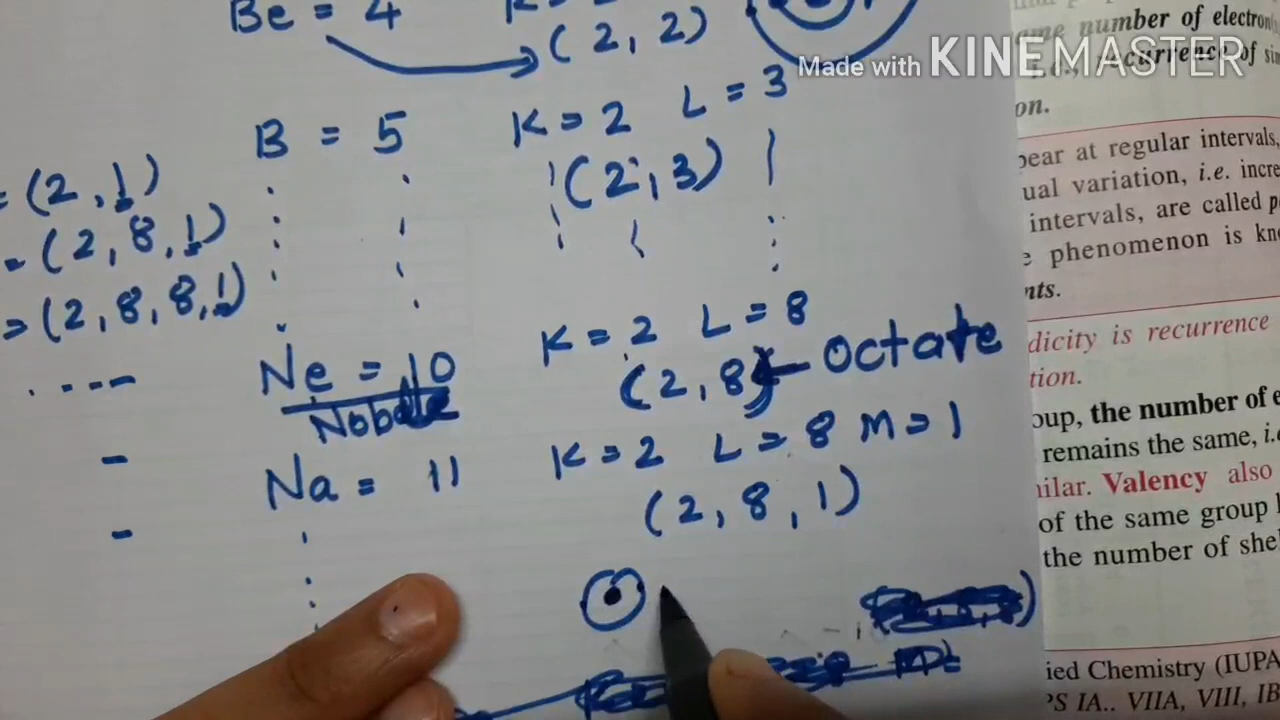 Be = 4
(2, 2)
Made with KINEMASTER
B = 5
K = 2 L = 3
(2, 3)
= (2, 1)
= (2, 8, 1)
= (2, 8, 8, 1)
Ne = 10
K = 2 L = 8
(2, 8) Octate
Na = 11
K = 2 L = 8 M = 1
(2, 8, 1)
number of electron
i.e., recurrence of
on.
pear at regular intervals,
ual variation, i.e. incre
intervals, are called
phenomenon is kn
nts.
dicity is recurrence
tion.
oup, the number of e
remains the same, i.e
ilar. Valency also
of the same group
the number of she
ied Chemistry (IUPA
PS IA.. VIIA, VIII, IB